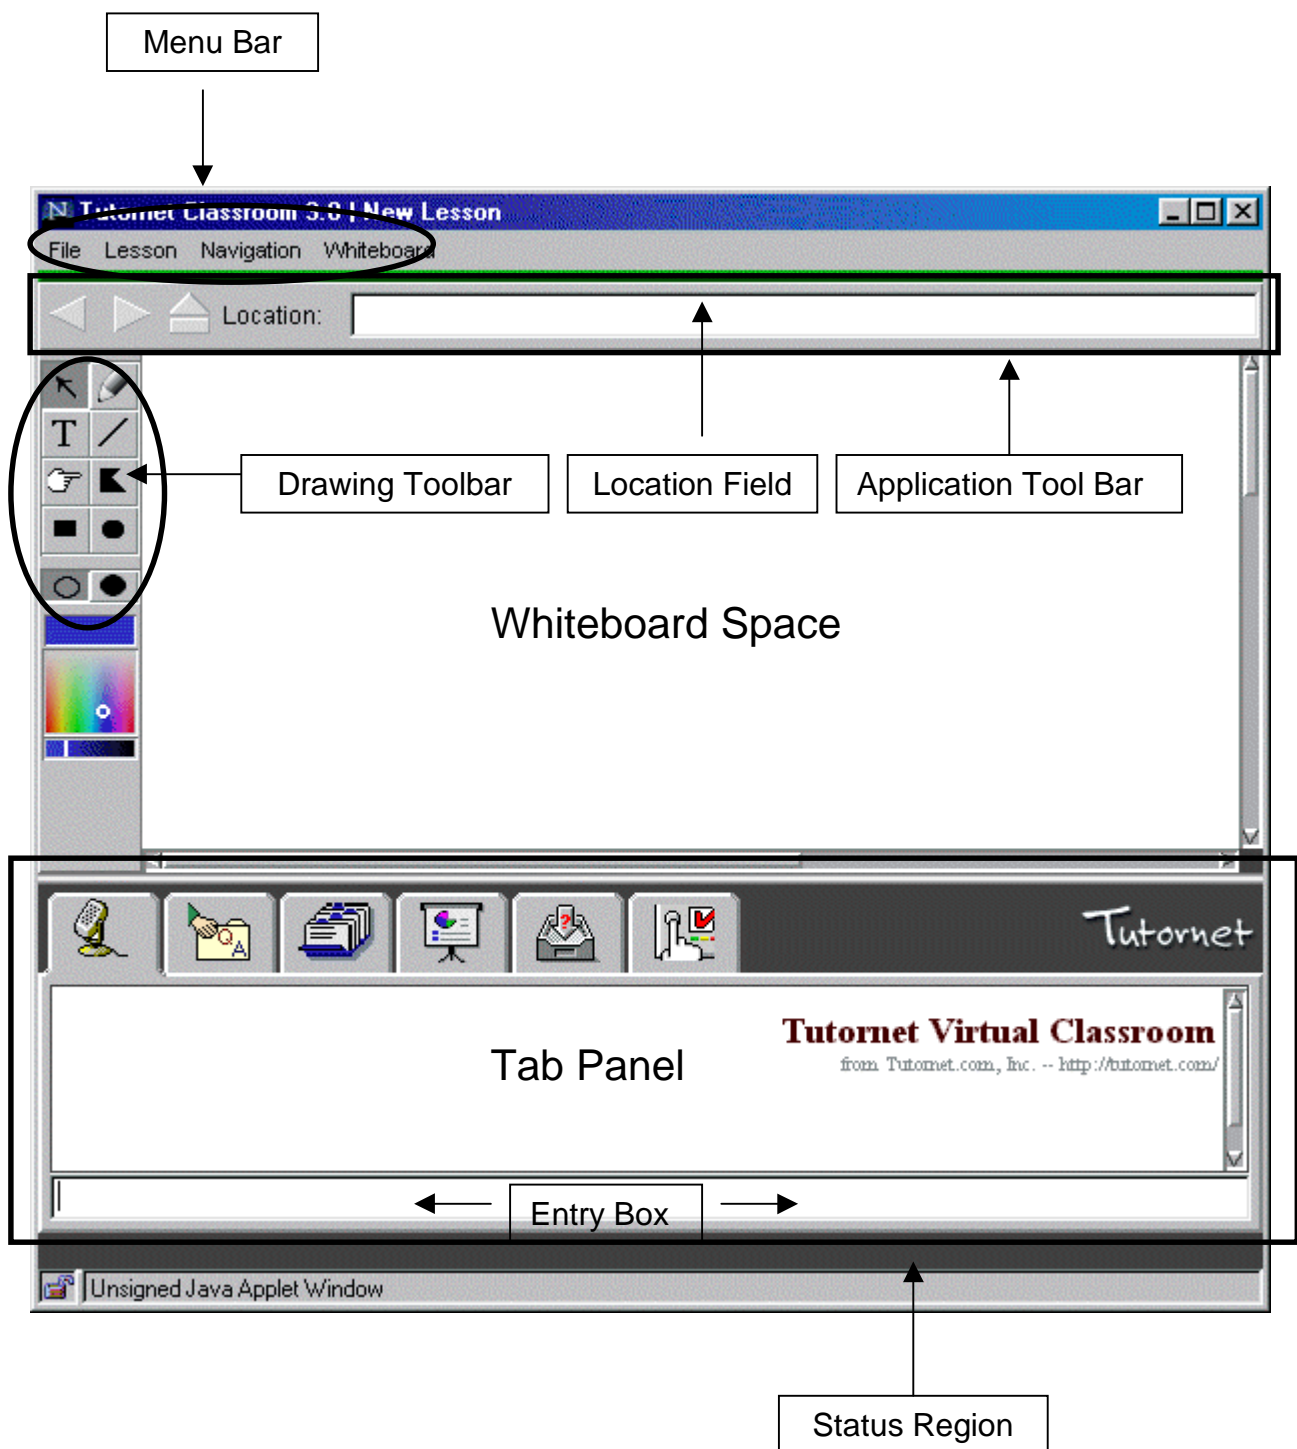 Menu Bar
Tutornet Classroom 3.0 | New Lesson
File Lesson Navigation Whiteboard
Location:
T
Drawing Toolbar
Location Field
Application Tool Bar
Whiteboard Space
Q
A
?
Tutornet
Tutornet Virtual Classroom
from Tutornet.com, Inc. -- http://tutornet.com/
Tab Panel
Entry Box
Unsigned Java Applet Window
Status Region